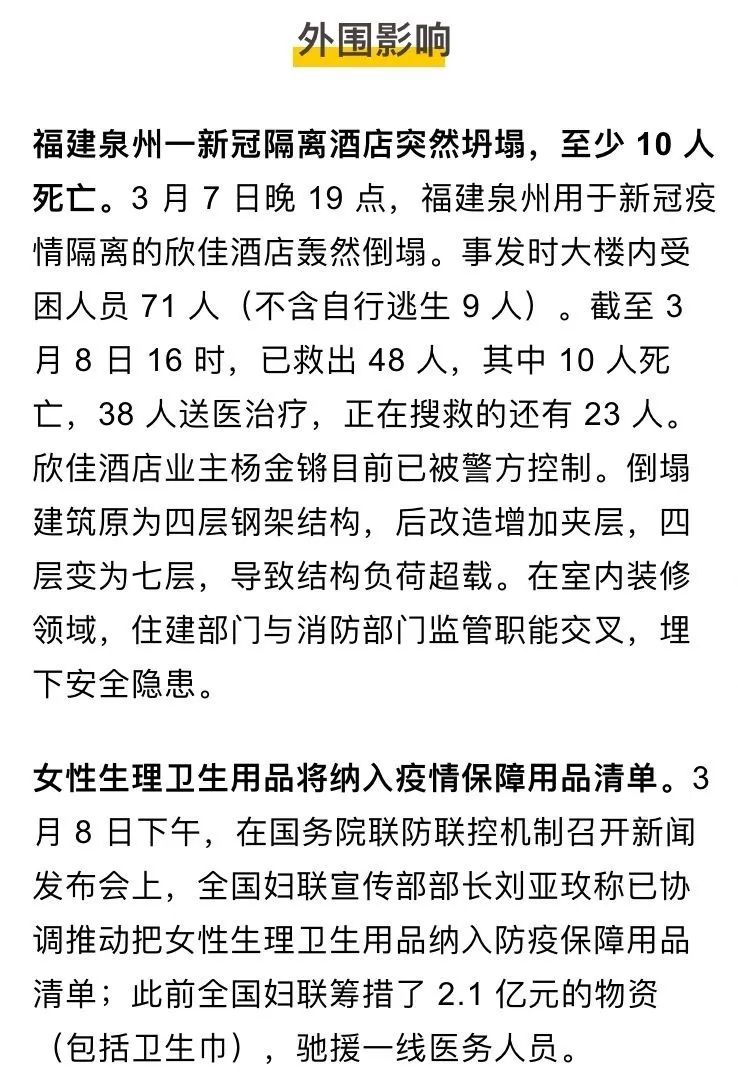 外围影响
福建泉州一新冠隔离酒店突然坍塌，至少 10 人
死亡。3 月 7 日晚 19 点，福建泉州用于新冠疫
情隔离的欣佳酒店轰然倒塌。事发时大楼内受
困人员 71 人（不含自行逃生 9 人）。截至 3
月 8 日 16 时，已救出 48 人，其中 10 人死
亡，38 人送医治疗，正在搜救的还有 23 人。
欣佳酒店业主杨金锵目前已被警方控制。倒塌
建筑原为四层钢架结构，后改造增加夹层，四
层变为七层，导致结构负荷超载。在室内装修
领域，住建部门与消防部门监管职能交叉，埋
下安全隐患。
女性生理卫生用品将纳入疫情保障用品清单。3
月 8 日下午，在国务院联防联控机制召开新闻
发布会上，全国妇联宣传部部长刘亚玫称已协
调推动把女性生理卫生用品纳入防疫保障用品
清单；此前全国妇联筹措了 2.1 亿元的物资
（包括卫生巾），驰援一线医务人员。